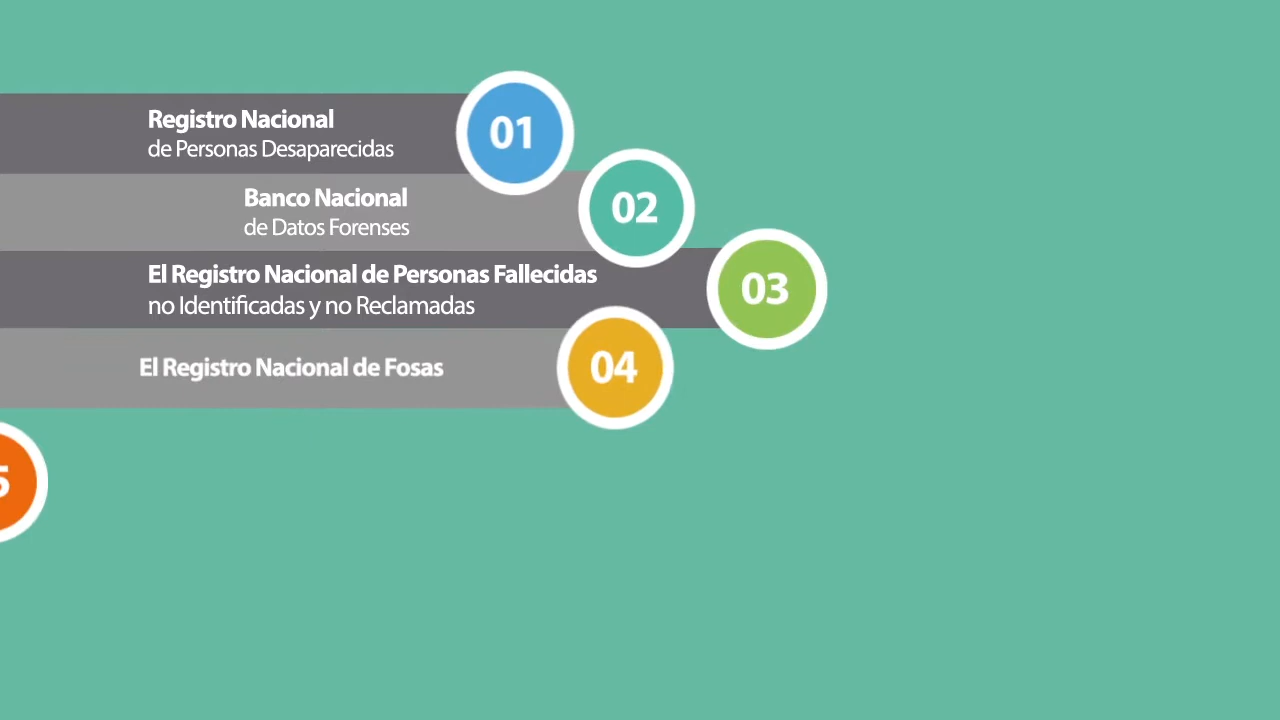 Registro Nacional
de Personas Desaparecidas
01
Banco Nacional
de Datos Forenses
02
El Registro Nacional de Personas Fallecidas
no Identificadas y no Reclamadas
03
El Registro Nacional de Fosas
04
5